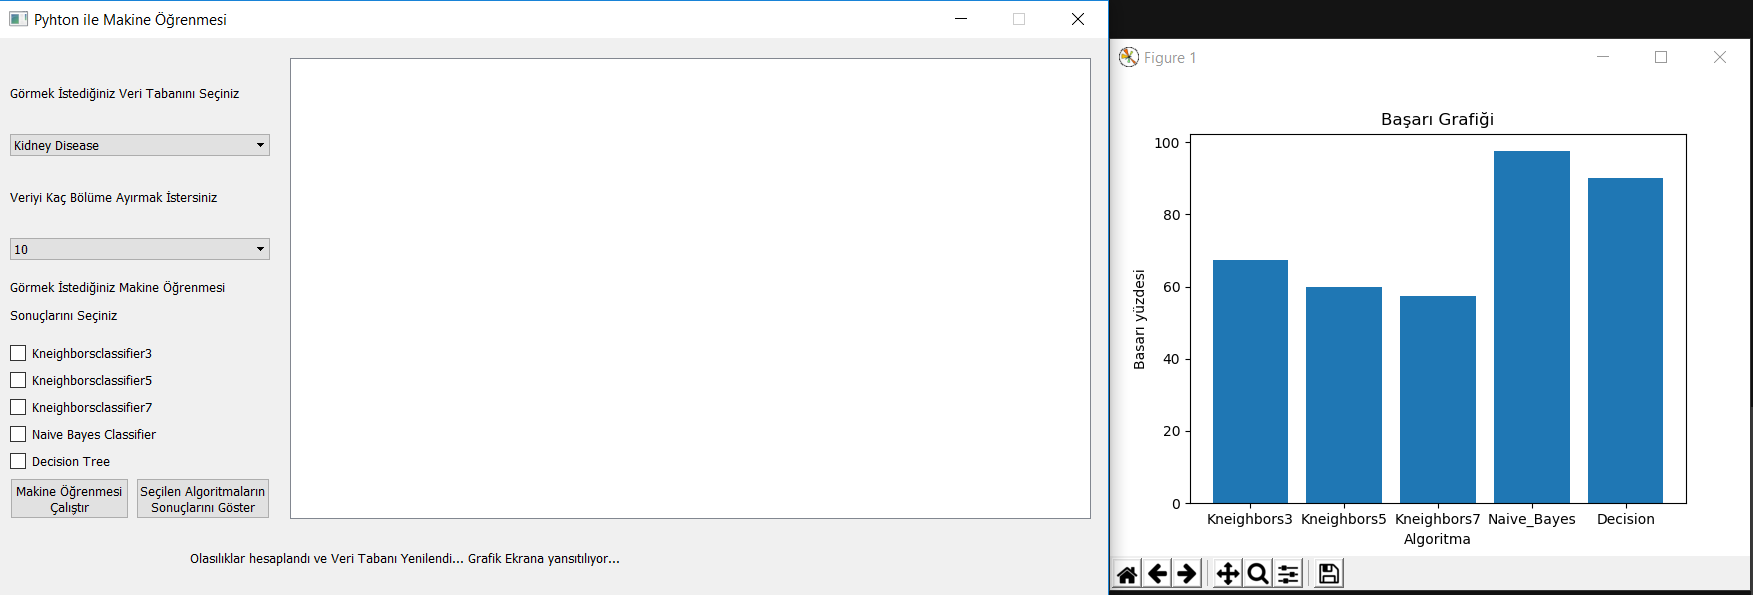 Pyhton ile Makine Öğrenmesi
Görmek İstediğiniz Veri Tabanını Seçiniz
Kidney Disease
Veriyi Kaç Bölüme Ayırmak İstersiniz
10
Görmek İstediğiniz Makine Öğrenmesi
Sonuçlarını Seçiniz
Kneighborsclassifier3
Kneighborsclassifier5
Kneighborsclassifier7
Naive Bayes Classifier
Decision Tree
Makine Öğrenmesi
Çalıştır
Seçilen Algoritmaların
Sonuçlarını Göster
Olasılıklar hesaplandı ve Veri Tabanı Yenilendi... Grafik Ekrana yansıtılıyor...
Figure 1
Başarı Grafiği
Basarı yüzdesi
100
80
60
40
20
0
Kneighbors3 Kneighbors5 Kneighbors7 Naive_Bayes Decision
Algoritma